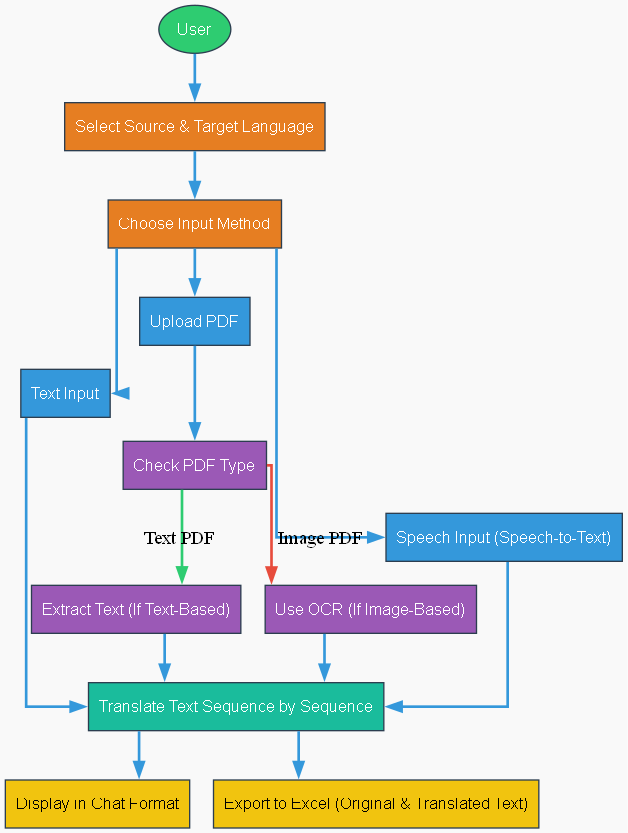 User
Select Source & Target Language
Choose Input Method
Upload PDF
Text Input
Check PDF Type
Text PDF
Image PDF
Speech Input (Speech-to-Text)
Extract Text (If Text-Based)
Use OCR (If Image-Based)
Translate Text Sequence by Sequence
Display in Chat Format
Export to Excel (Original & Translated Text)